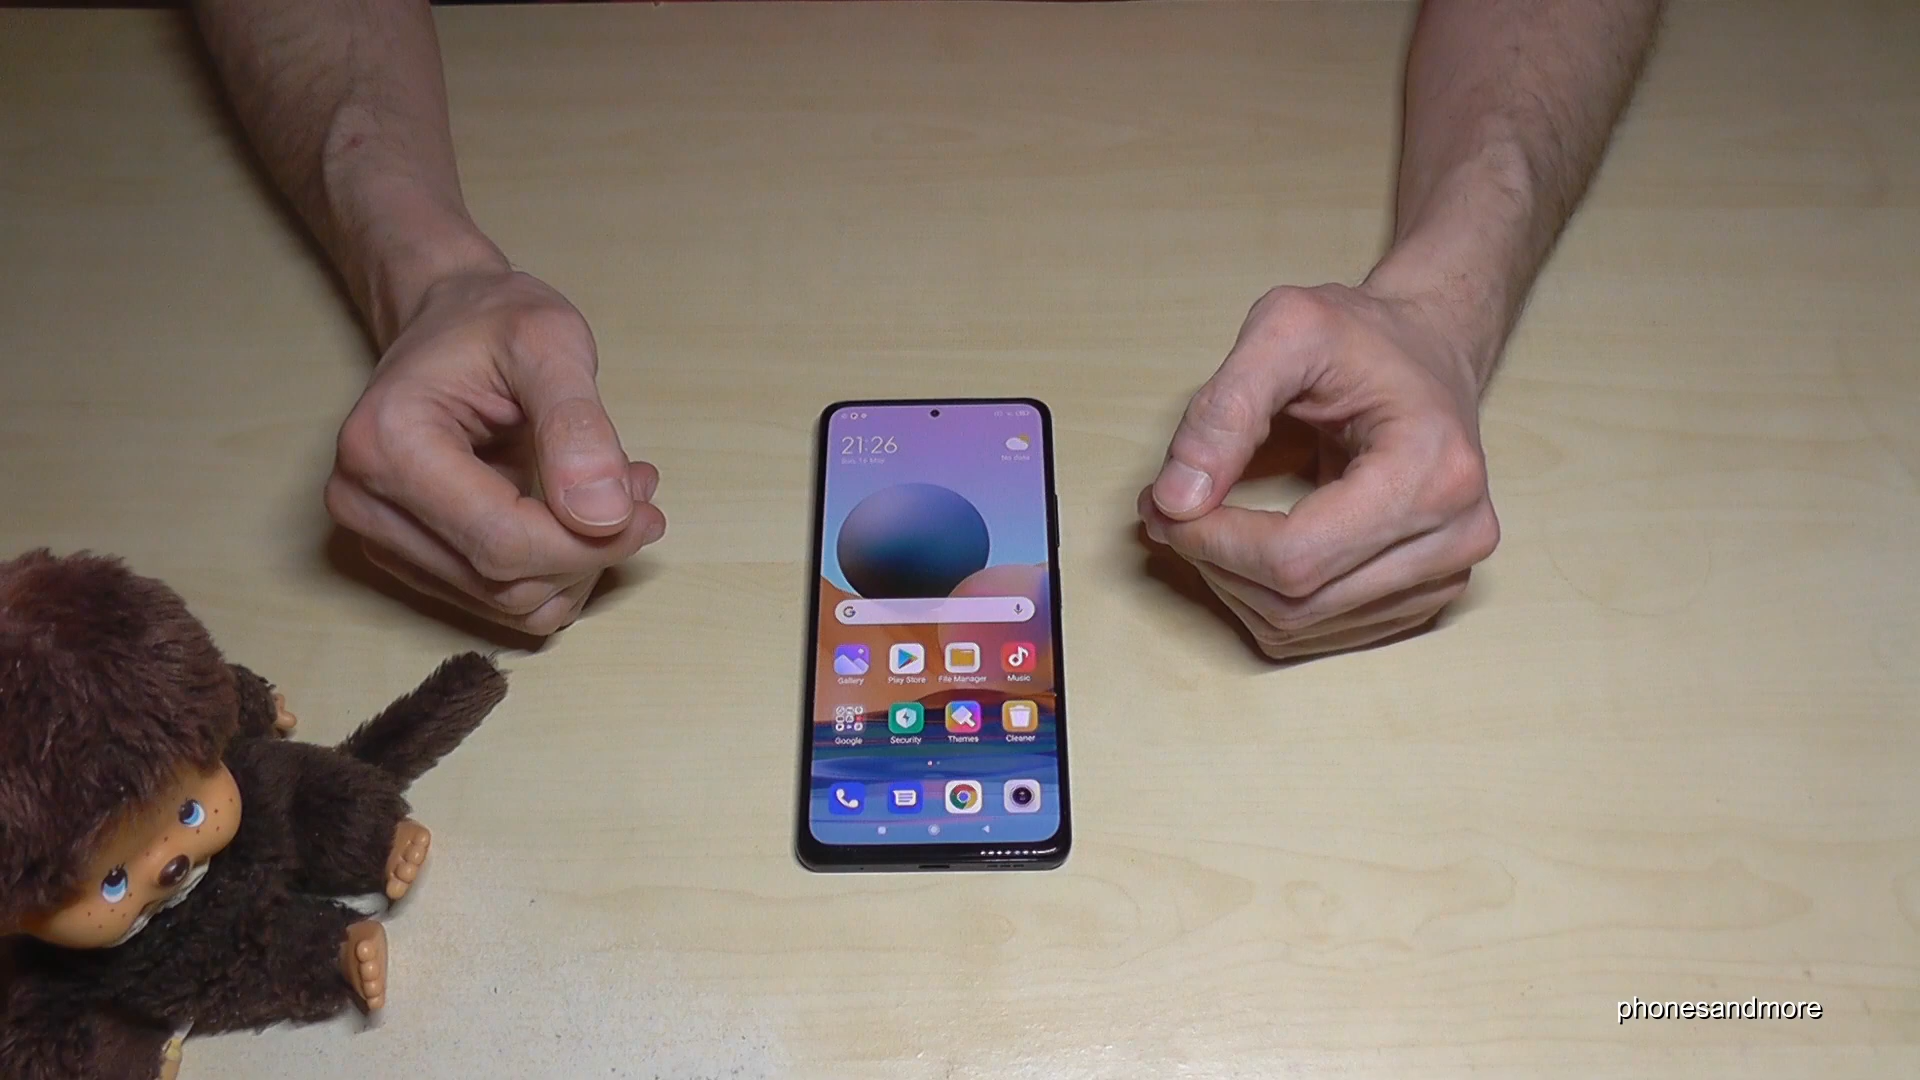 21:26
No data
Gallery
Play Store
File Manager
Music
Google
Security
Themes
Cleaner
phonesandmore